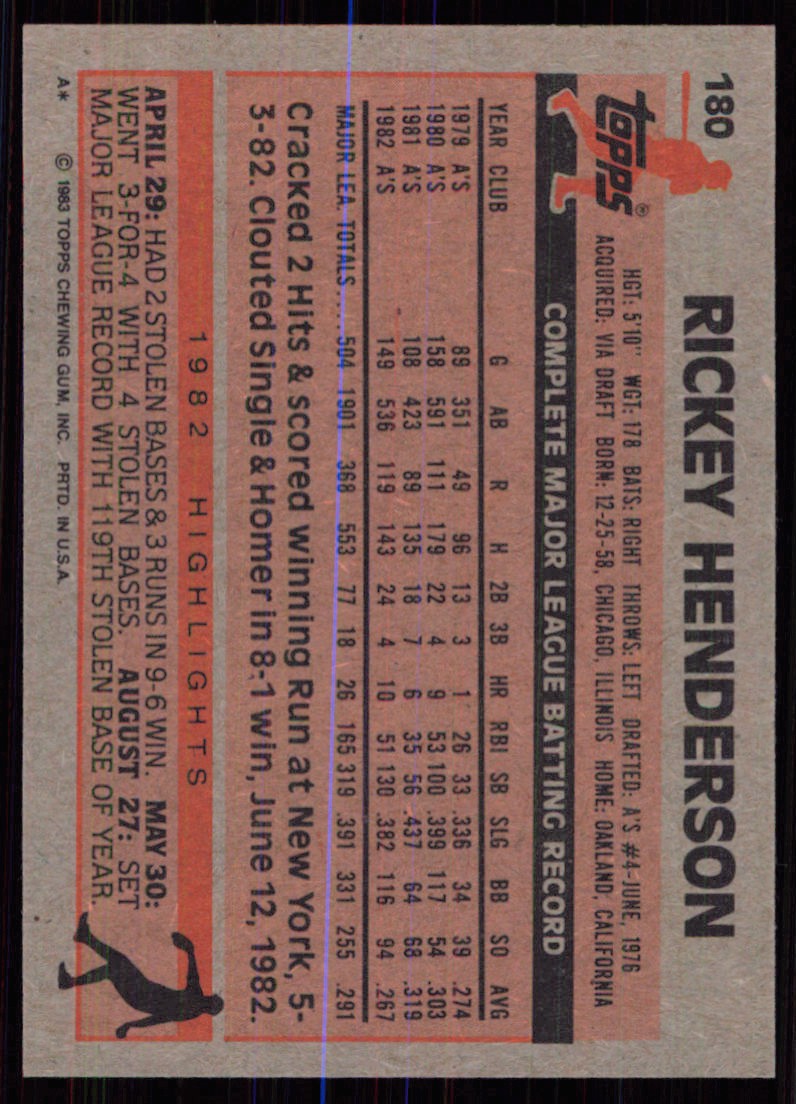 180
RICKEY HENDERSON
topps®
HGT: 5'10" WGT: 178 BATS: RIGHT THROWS: LEFT DRAFTED: A'S #4-JUNE, 1976
ACQUIRED: VIA DRAFT BORN: 12-25-58, CHICAGO, ILLINOIS HOME: OAKLAND, CALIFORNIA
COMPLETE MAJOR LEAGUE BATTING RECORD
YEAR CLUB G AB R H 2B 3B HR RBI SB SLG BB SO AVG
1979 A'S 89 351 49 96 13 3 1 26 33 .336 34 39 .274
1980 A'S 158 591 111 179 22 4 9 53 100 .399 117 54 .303
1981 A'S 108 423 89 135 18 7 6 35 56 .437 64 68 .319
1982 A'S 149 536 119 143 24 4 10 51 130 .382 116 94 .267
MAJOR LEA. TOTALS.... 504 1901 368 553 77 18 26 165 319 .391 331 255 .291
Cracked 2 Hits & scored winning Run at New York, 5-
3-82. Clouted Single & Homer in 8-1 win, June 12, 1982.
1982 HIGHLIGHTS
APRIL 29: HAD 2 STOLEN BASES & 3 RUNS IN 9-6 WIN. MAY 30:
WENT 3-FOR-4 WITH 4 STOLEN BASES. AUGUST 27: SET
MAJOR LEAGUE RECORD WITH 119TH STOLEN BASE OF YEAR.
A* © 1983 TOPPS CHEWING GUM, INC. PRTD. IN U.S.A.